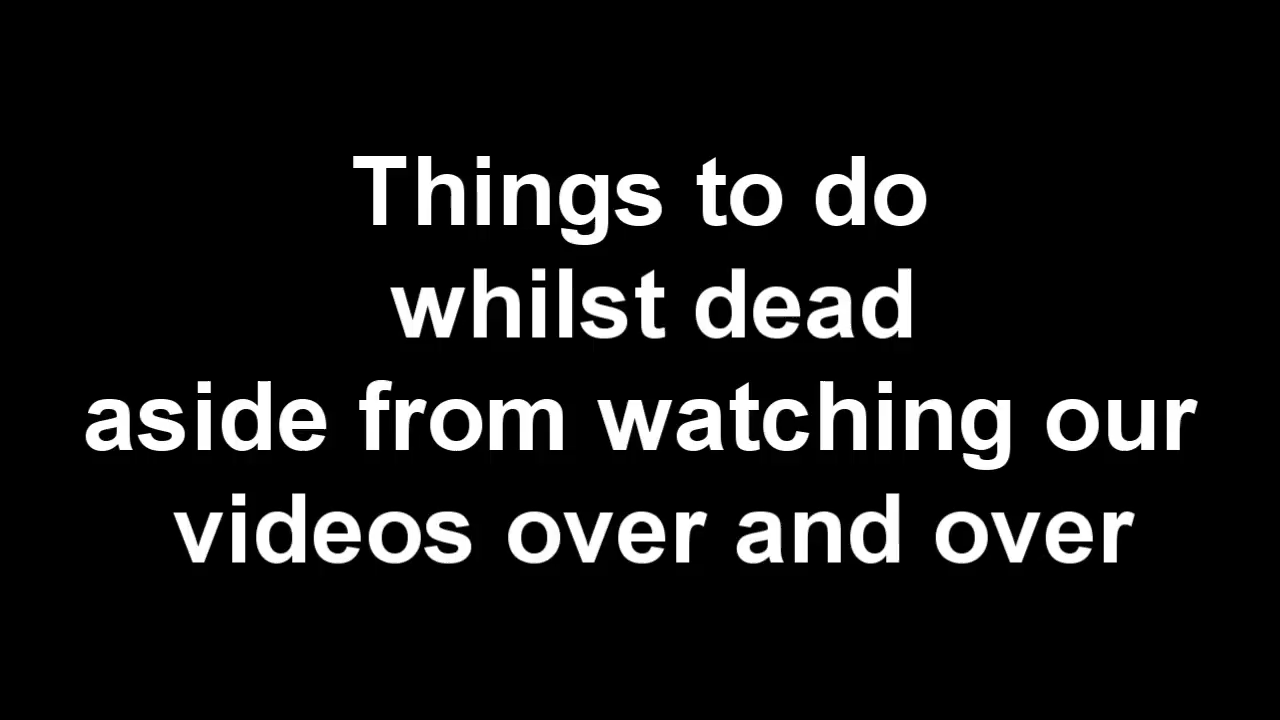 Things to do
whilst dead
aside from watching our
videos over and over